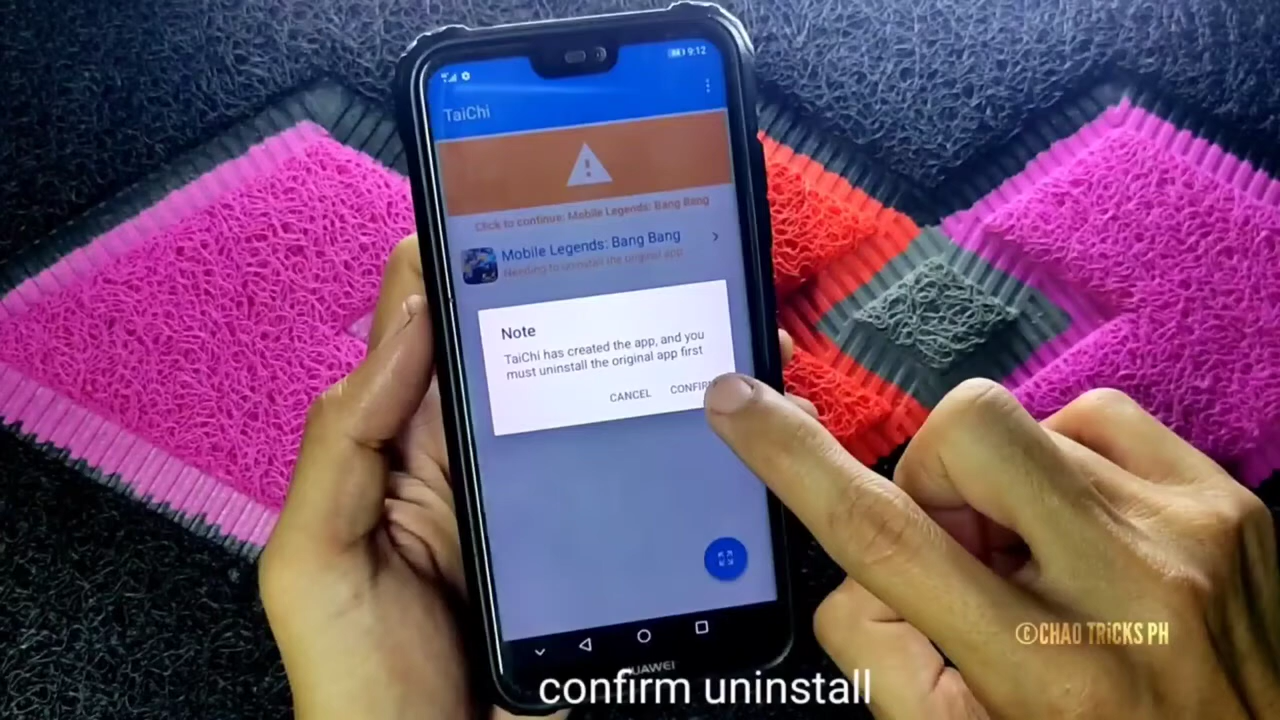 9:12
TaiChi
Click to continue: Mobile Legends: Bang Bang
Mobile Legends: Bang Bang
Needing to uninstall the original app
Note
TaiChi has created the app, and you
must uninstall the original app first
CANCEL CONFIRM
©CHAO TRiCKS PH
HUAWEI
confirm uninstall